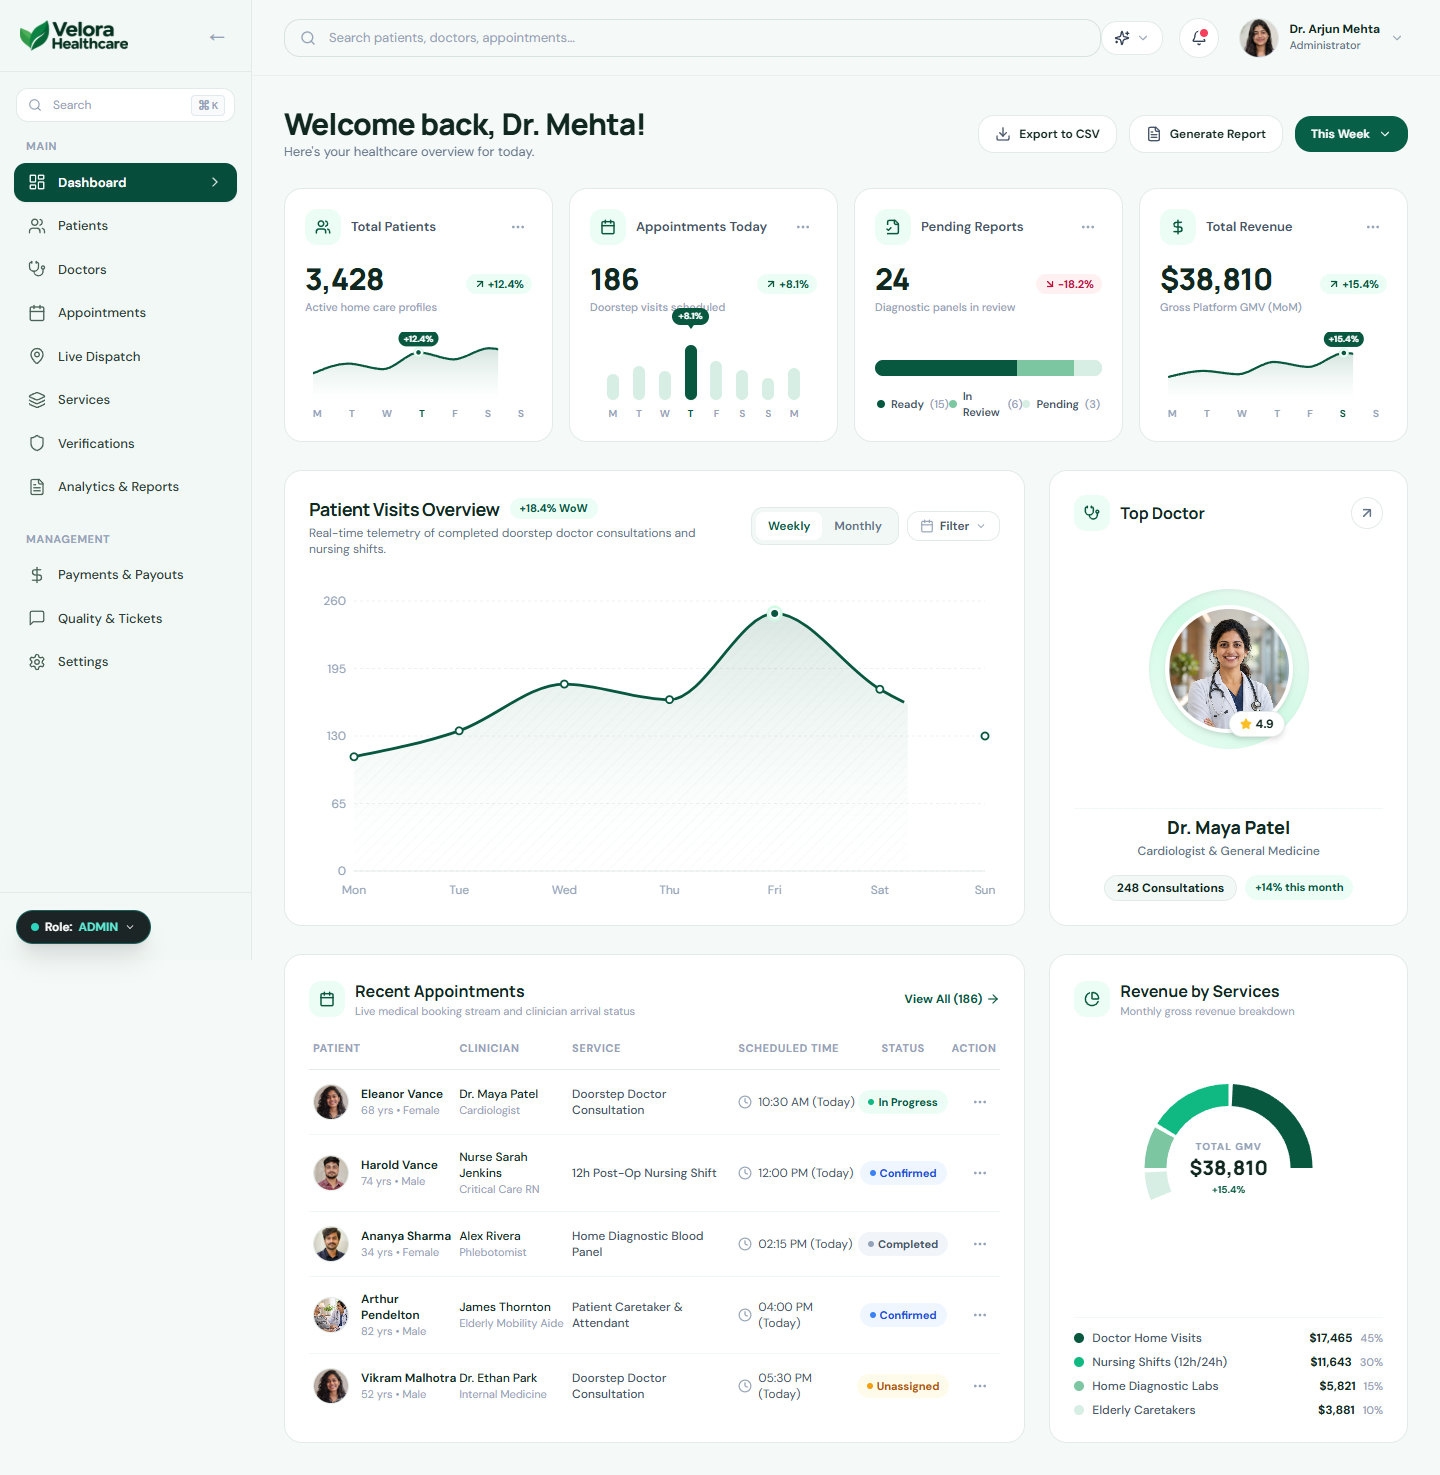 Velora
Healthcare
Search patients, doctors, appointments...
Dr. Arjun Mehta
Administrator
Search
⌘ K
MAIN
Dashboard
Patients
Doctors
Appointments
Live Dispatch
Services
Verifications
Analytics & Reports
MANAGEMENT
Payments & Payouts
Quality & Tickets
Settings
Role: ADMIN
Welcome back, Dr. Mehta!
Here's your healthcare overview for today.
Export to CSV
Generate Report
This Week
Total Patients
3,428
+12.4%
Active home care profiles
+12.4%
M T W T F S S
Appointments Today
186
+8.1%
Doorstep visits scheduled
+8.1%
M T W T F S S M
Pending Reports
24
-18.2%
Diagnostic panels in review
Ready (15) In Review (6) Pending (3)
Total Revenue
$38,810
+15.4%
Gross Platform GMV (MoM)
+15.4%
M T W T F S S
Patient Visits Overview +18.4% WoW
Real-time telemetry of completed doorstep doctor consultations and
nursing shifts.
Weekly Monthly
Filter
260
195
130
65
0
Mon Tue Wed Thu Fri Sat Sun
Top Doctor
4.9
Dr. Maya Patel
Cardiologist & General Medicine
248 Consultations +14% this month
Recent Appointments
Live medical booking stream and clinician arrival status
View All (186) →
PATIENT CLINICIAN SERVICE SCHEDULED TIME STATUS ACTION
Eleanor Vance
68 yrs • Female
Dr. Maya Patel
Cardiologist
Doorstep Doctor
Consultation
10:30 AM (Today)
In Progress
Harold Vance
74 yrs • Male
Nurse Sarah
Jenkins
Critical Care RN
12h Post-Op Nursing Shift
12:00 PM (Today)
Confirmed
Ananya Sharma
34 yrs • Female
Alex Rivera
Phlebotomist
Home Diagnostic Blood
Panel
02:15 PM (Today)
Completed
Arthur
Pendelton
82 yrs • Male
James Thornton
Elderly Mobility Aide
Patient Caretaker &
Attendant
04:00 PM
(Today)
Confirmed
Vikram Malhotra
52 yrs • Male
Dr. Ethan Park
Internal Medicine
Doorstep Doctor
Consultation
05:30 PM
(Today)
Unassigned
Revenue by Services
Monthly gross revenue breakdown
TOTAL GMV
$38,810
+15.4%
Doctor Home Visits $17,465 45%
Nursing Shifts (12h/24h) $11,643 30%
Home Diagnostic Labs $5,821 15%
Elderly Caretakers $3,881 10%